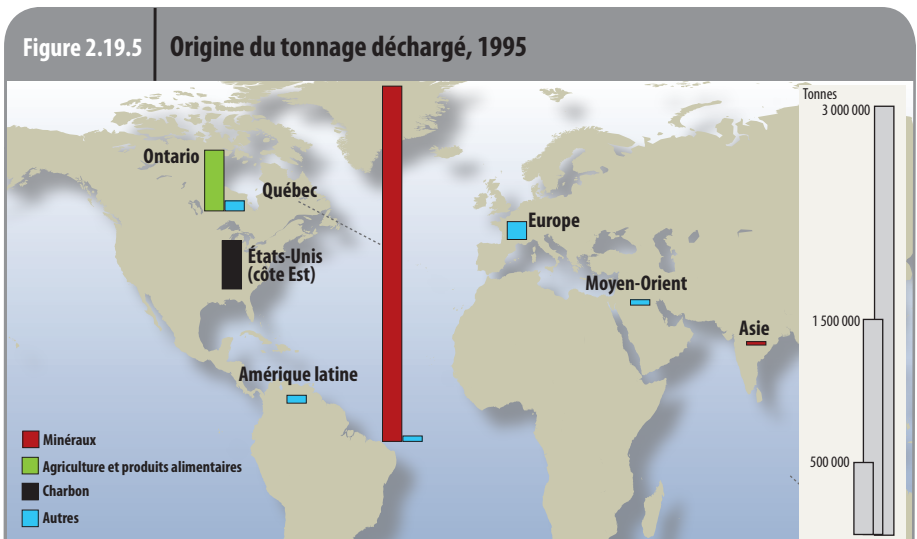 Figure 2.19.5
Origine du tonnage déchargé, 1995
Tonnes
3 000 000
Ontario
Québec
Europe
États-Unis
(côte Est)
Moyen-Orient
1 500 000
Asie
Amérique latine
Minéraux
Agriculture et produits alimentaires
500 000
Charbon
Autres